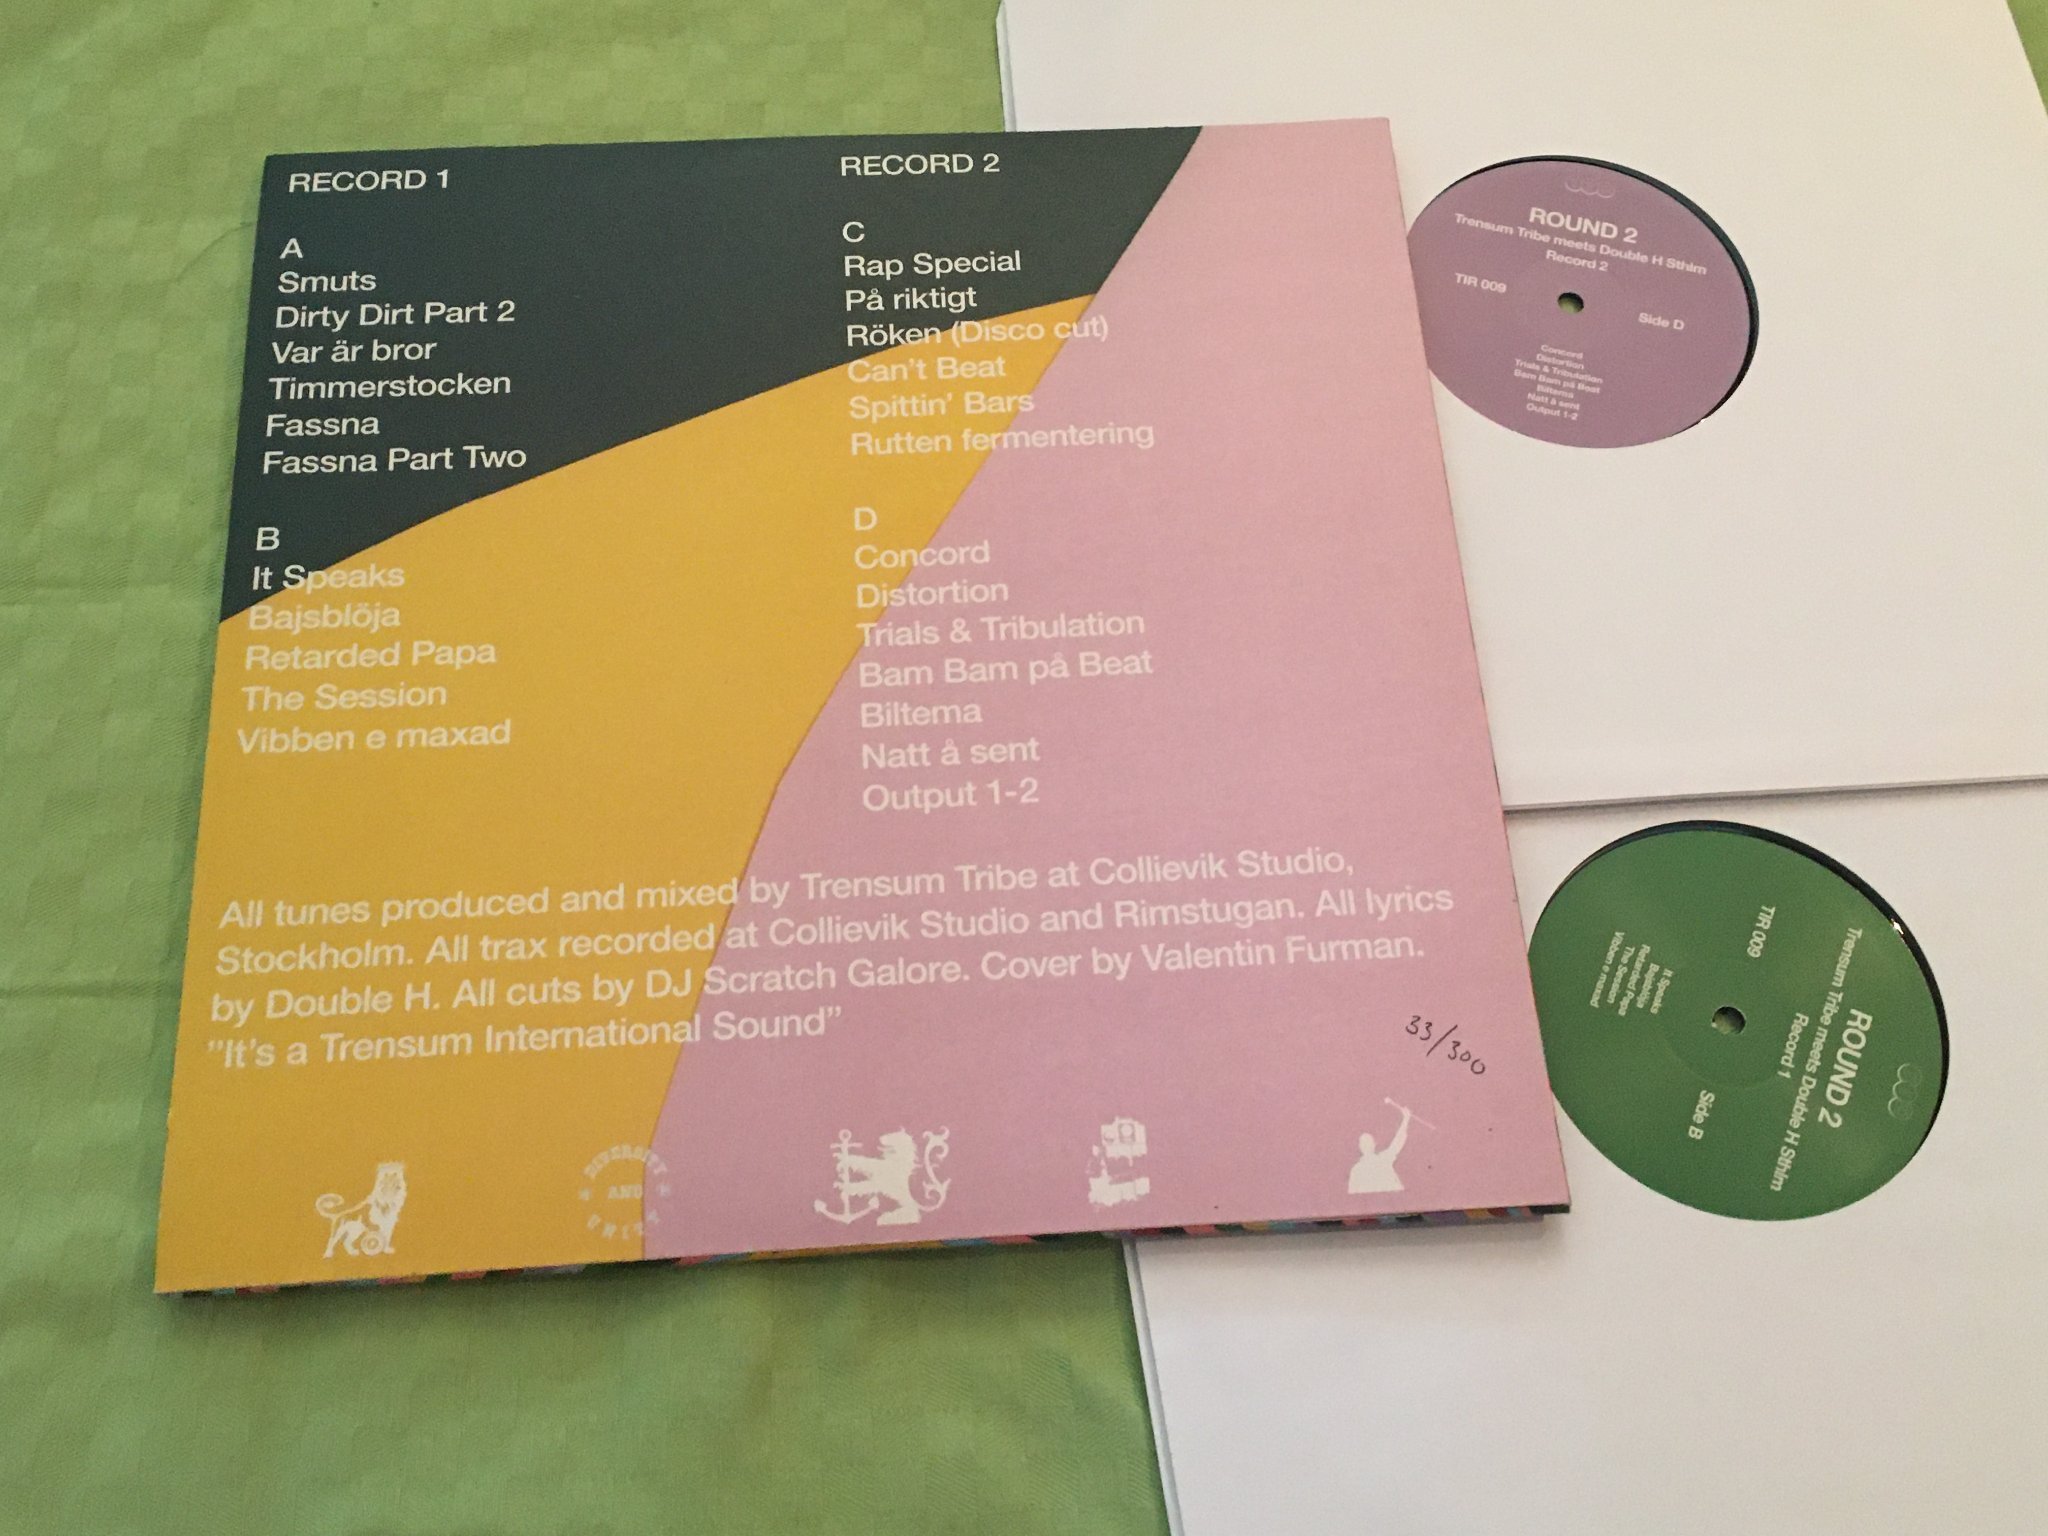 RECORD 1
A
Smuts
Dirty Dirt Part 2
Var är bror
Timmerstocken
Fassna
Fassna Part Two
B
It Speaks
Bajsblöja
Retarded Papa
The Session
Vibben e maxad
RECORD 2
C
Rap Special
På riktigt
Röken (Disco cut)
Can't Beat
Spittin' Bars
Rutten fermentering
D
Concord
Distortion
Trials & Tribulation
Bam Bam på Beat
Biltema
Natt å sent
Output 1-2
All tunes produced and mixed by Trensum Tribe at Collievik Studio,
Stockholm. All trax recorded at Collievik Studio and Rimstugan. All lyrics
by Double H. All cuts by DJ Scratch Galore. Cover by Valentin Furman.
"It's a Trensum International Sound"
33/300
DIVERSITY
AND
UNITY
ROUND 2
Trensum Tribe meets Double H Sthlm
Record 2
TIR 009
Side D
Concord
Distortion
Trials & Tribulation
Bam Bam på Beat
Biltema
Natt å sent
Output 1-2
ROUND 2
Trensum Tribe meets Double H Sthlm
Record 1
TIR 009
Side B
It Speaks
Bajsblöja
Retarded Papa
The Session
Vibben e maxad